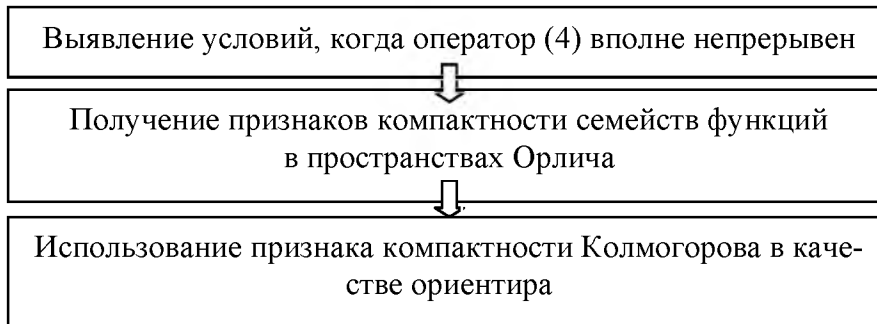 Выявление условий, когда оператор (4) вполне непрерывен
Получение признаков компактности семейств функций
в пространствах Орлича
Использование признака компактности Колмогорова в каче-
стве ориентира